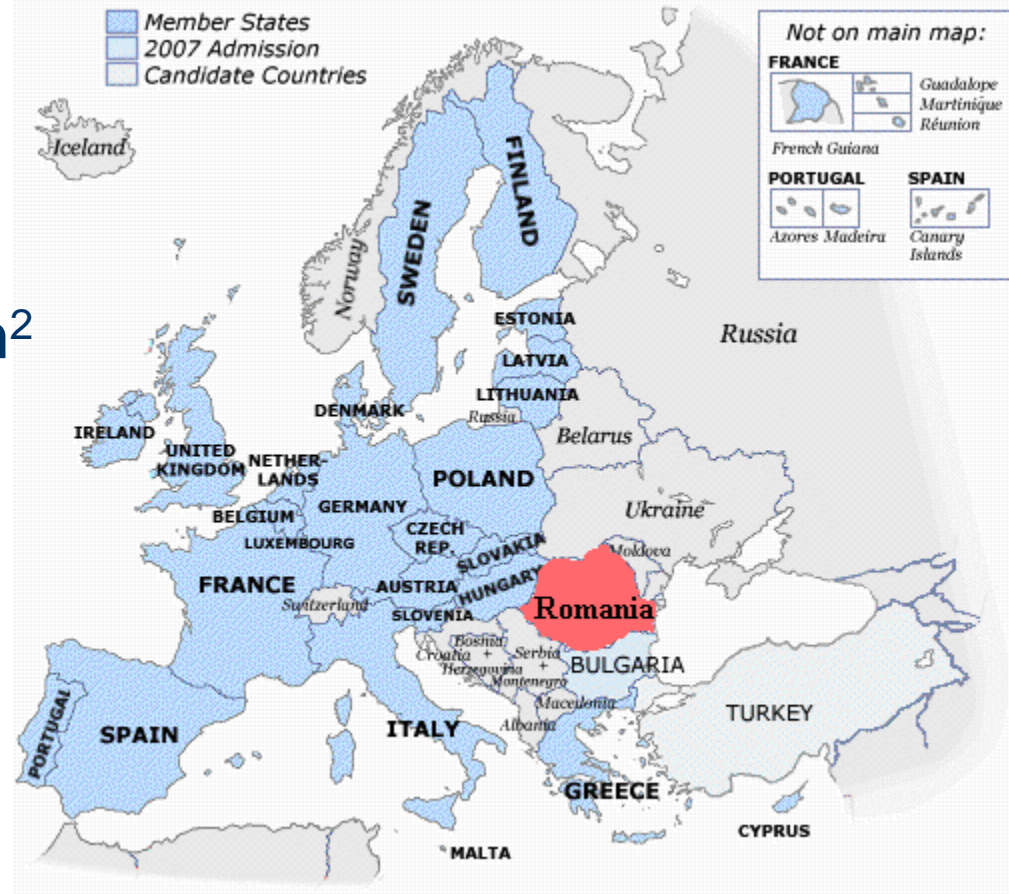 Member States
2007 Admission
Candidate Countries
Not on main map:
FRANCE
Guadalope
Martinique
Réunion
French Guiana
PORTUGAL
SPAIN
Azores Madeira
Canary
Islands
Iceland
FINLAND
SWEDEN
Norway
Russia
ESTONIA
LATVIA
LITHUANIA
Russia
DENMARK
2
IRELAND
UNITED
KINGDOM
NETHER-
LANDS
Belarus
POLAND
GERMANY
BELGIUM
Ukraine
CZECH
REP.
LUXEMBOURG
SLOVAKIA
Moldova
FRANCE
AUSTRIA
HUNGARY
Switzerland
SLOVENIA
Romania
Croatia
Bosnia
+
Herzegovina
Serbia
+
Montenegro
BULGARIA
Macedonia
Albania
TURKEY
PORTUGAL
SPAIN
ITALY
GREECE
CYPRUS
MALTA